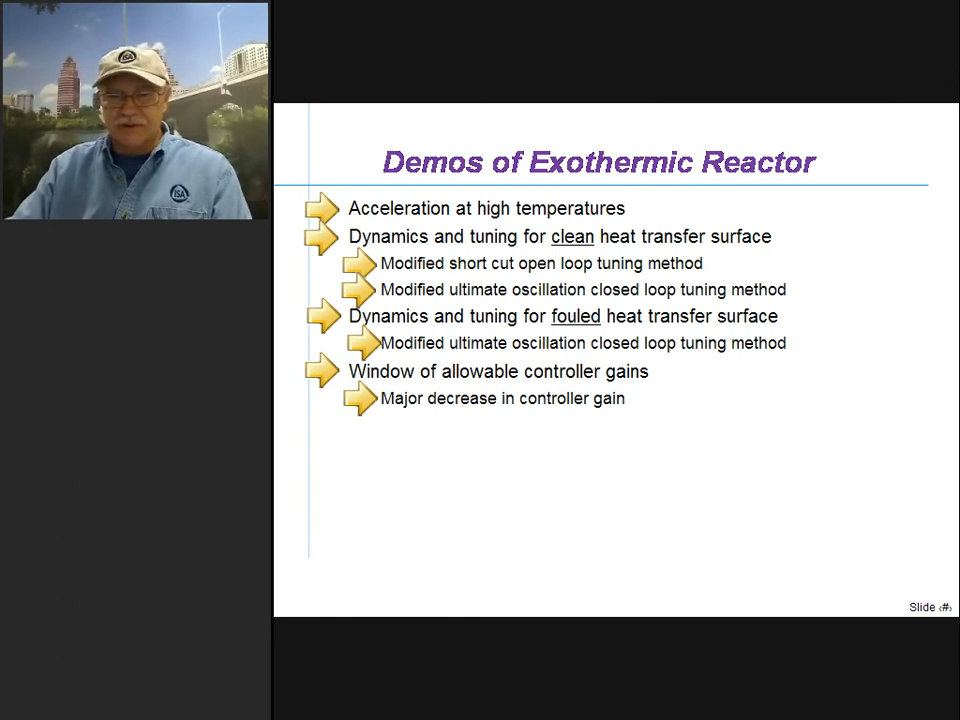 ISA
ISA
Demos of Exothermic Reactor
Acceleration at high temperatures
Dynamics and tuning for clean heat transfer surface
Modified short cut open loop tuning method
Modified ultimate oscillation closed loop tuning method
Dynamics and tuning for fouled heat transfer surface
Modified ultimate oscillation closed loop tuning method
Window of allowable controller gains
Major decrease in controller gain
Slide ‹#›